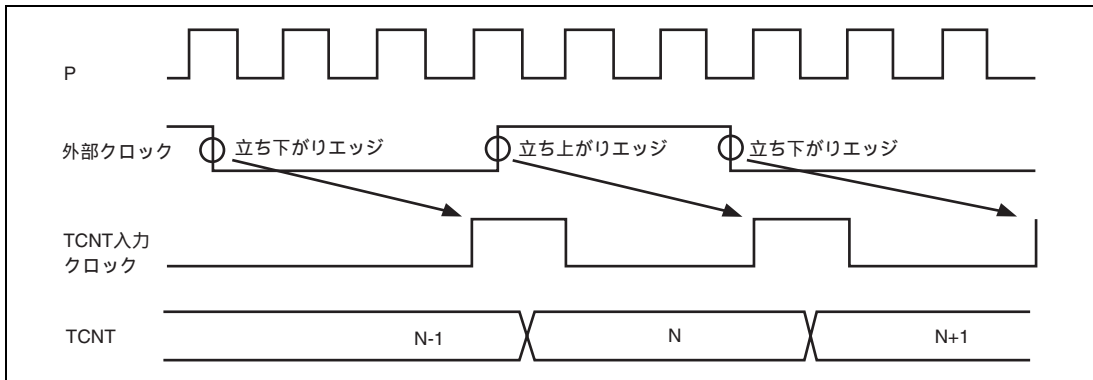 P
外部クロック
立ち下がりエッジ
立ち上がりエッジ
立ち下がりエッジ
TCNT入力
クロック
TCNT
N-1
N
N+1